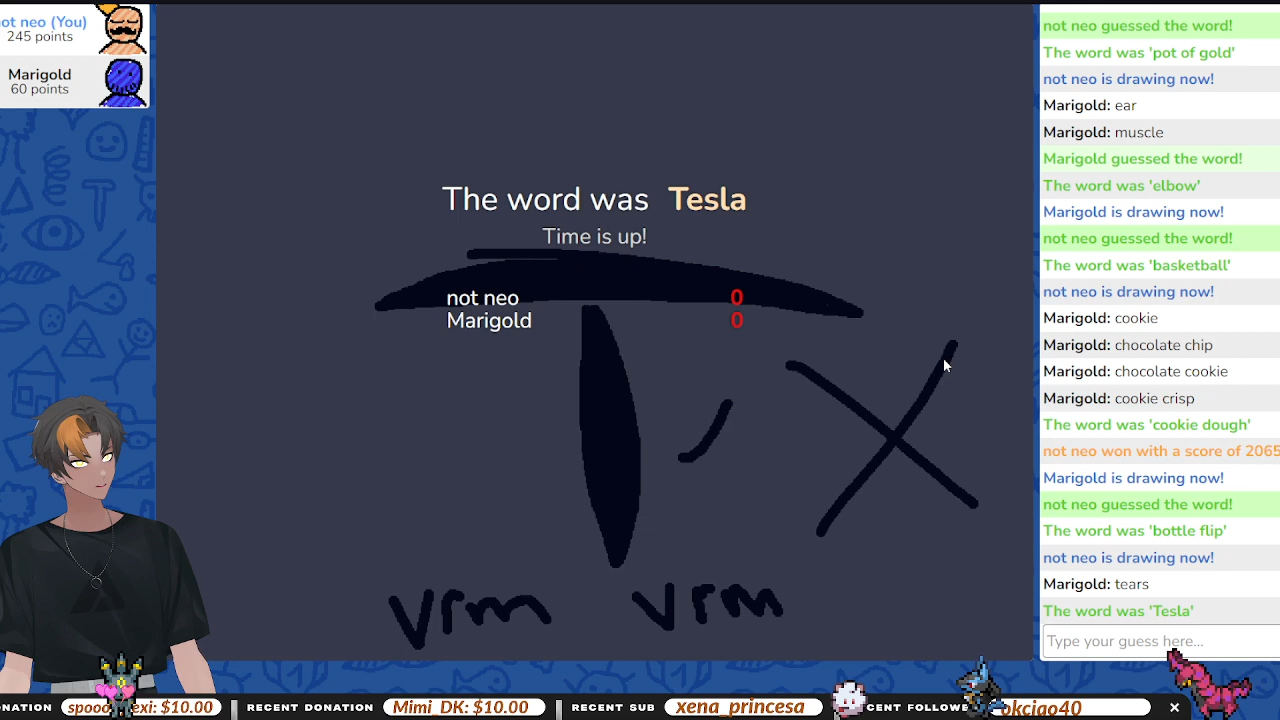 not neo (You)
245 points
Marigold
60 points
The word was Tesla
Time is up!
not neo 0
Marigold 0
T
vrm vrm
not neo guessed the word!
The word was 'pot of gold'
not neo is drawing now!
Marigold: ear
Marigold: muscle
Marigold guessed the word!
The word was 'elbow'
Marigold is drawing now!
not neo guessed the word!
The word was 'basketball'
not neo is drawing now!
Marigold: cookie
Marigold: chocolate chip
Marigold: chocolate cookie
Marigold: cookie crisp
The word was 'cookie dough'
not neo won with a score of 2065
Marigold is drawing now!
not neo guessed the word!
The word was 'bottle flip'
not neo is drawing now!
Marigold: tears
The word was 'Tesla'
Type your guess here...
NATION RECENT DONATION Mimi_DK: $10.00 RECENT SUB xena_princesa CENT FOLLOWE okciao40